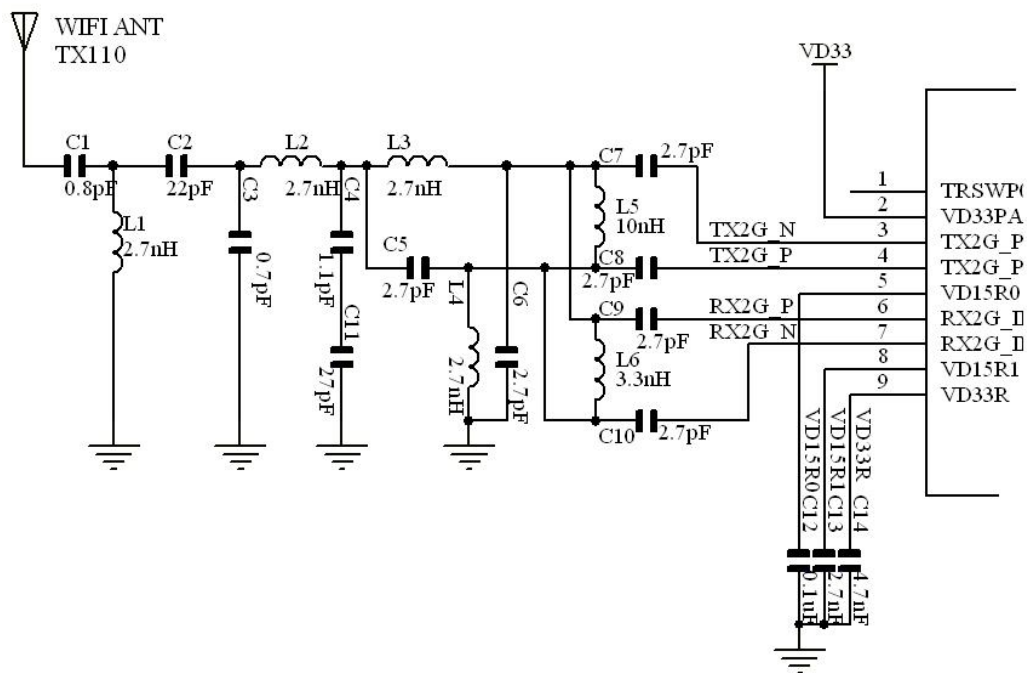 WIFI ANT
TX110
VD33
C1
0.8pF
C2
22pF
L1
2.7nH
C3
0.7pF
L2
2.7nH
C4
1.1pF
C11
27pF
L3
2.7nH
C5
2.7pF
L4
2.7nH
C6
2.7pF
C7
2.7pF
L5
10nH
C8
2.7pF
C9
2.7pF
L6
3.3nH
C10
2.7pF
TX2G_N
TX2G_P
RX2G_P
RX2G_N
1
2 VD33PA
3 TX2G_P
4 TX2G_P
5 VD15R0
6
7
8 VD15R1
9 VD33R
VD15R0
C12
0.1uF
VD15R1
C13
2.7nF
VD33R
C14
4.7nF